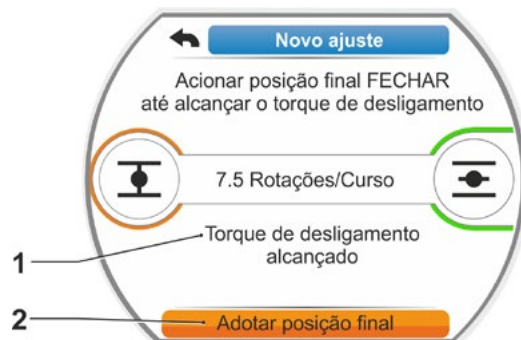 Novo ajuste
Acionar posição final FECHAR
até alcançar o torque de desligamento
7.5 Rotações/Curso
1
Torque de desligamento
alcançado
2
Adotar posição final